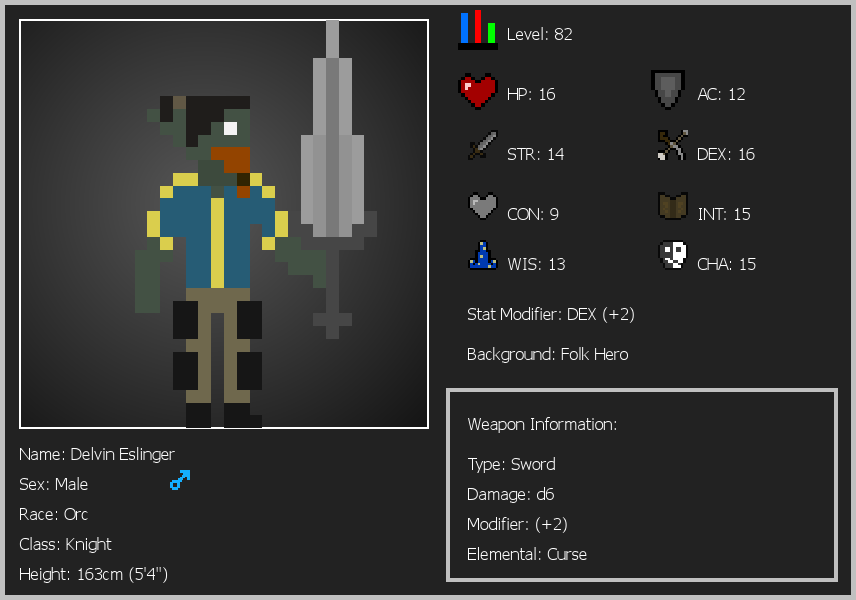 Level: 82
HP: 16
AC: 12
STR: 14
DEX: 16
CON: 9
INT: 15
WIS: 13
CHA: 15
Stat Modifier: DEX (+2)
Background: Folk Hero
Weapon Information:
Type: Sword
Damage: d6
Modifier: (+2)
Elemental: Curse
Name: Delvin Eslinger
Sex: Male
Race: Orc
Class: Knight
Height: 163cm (5'4")